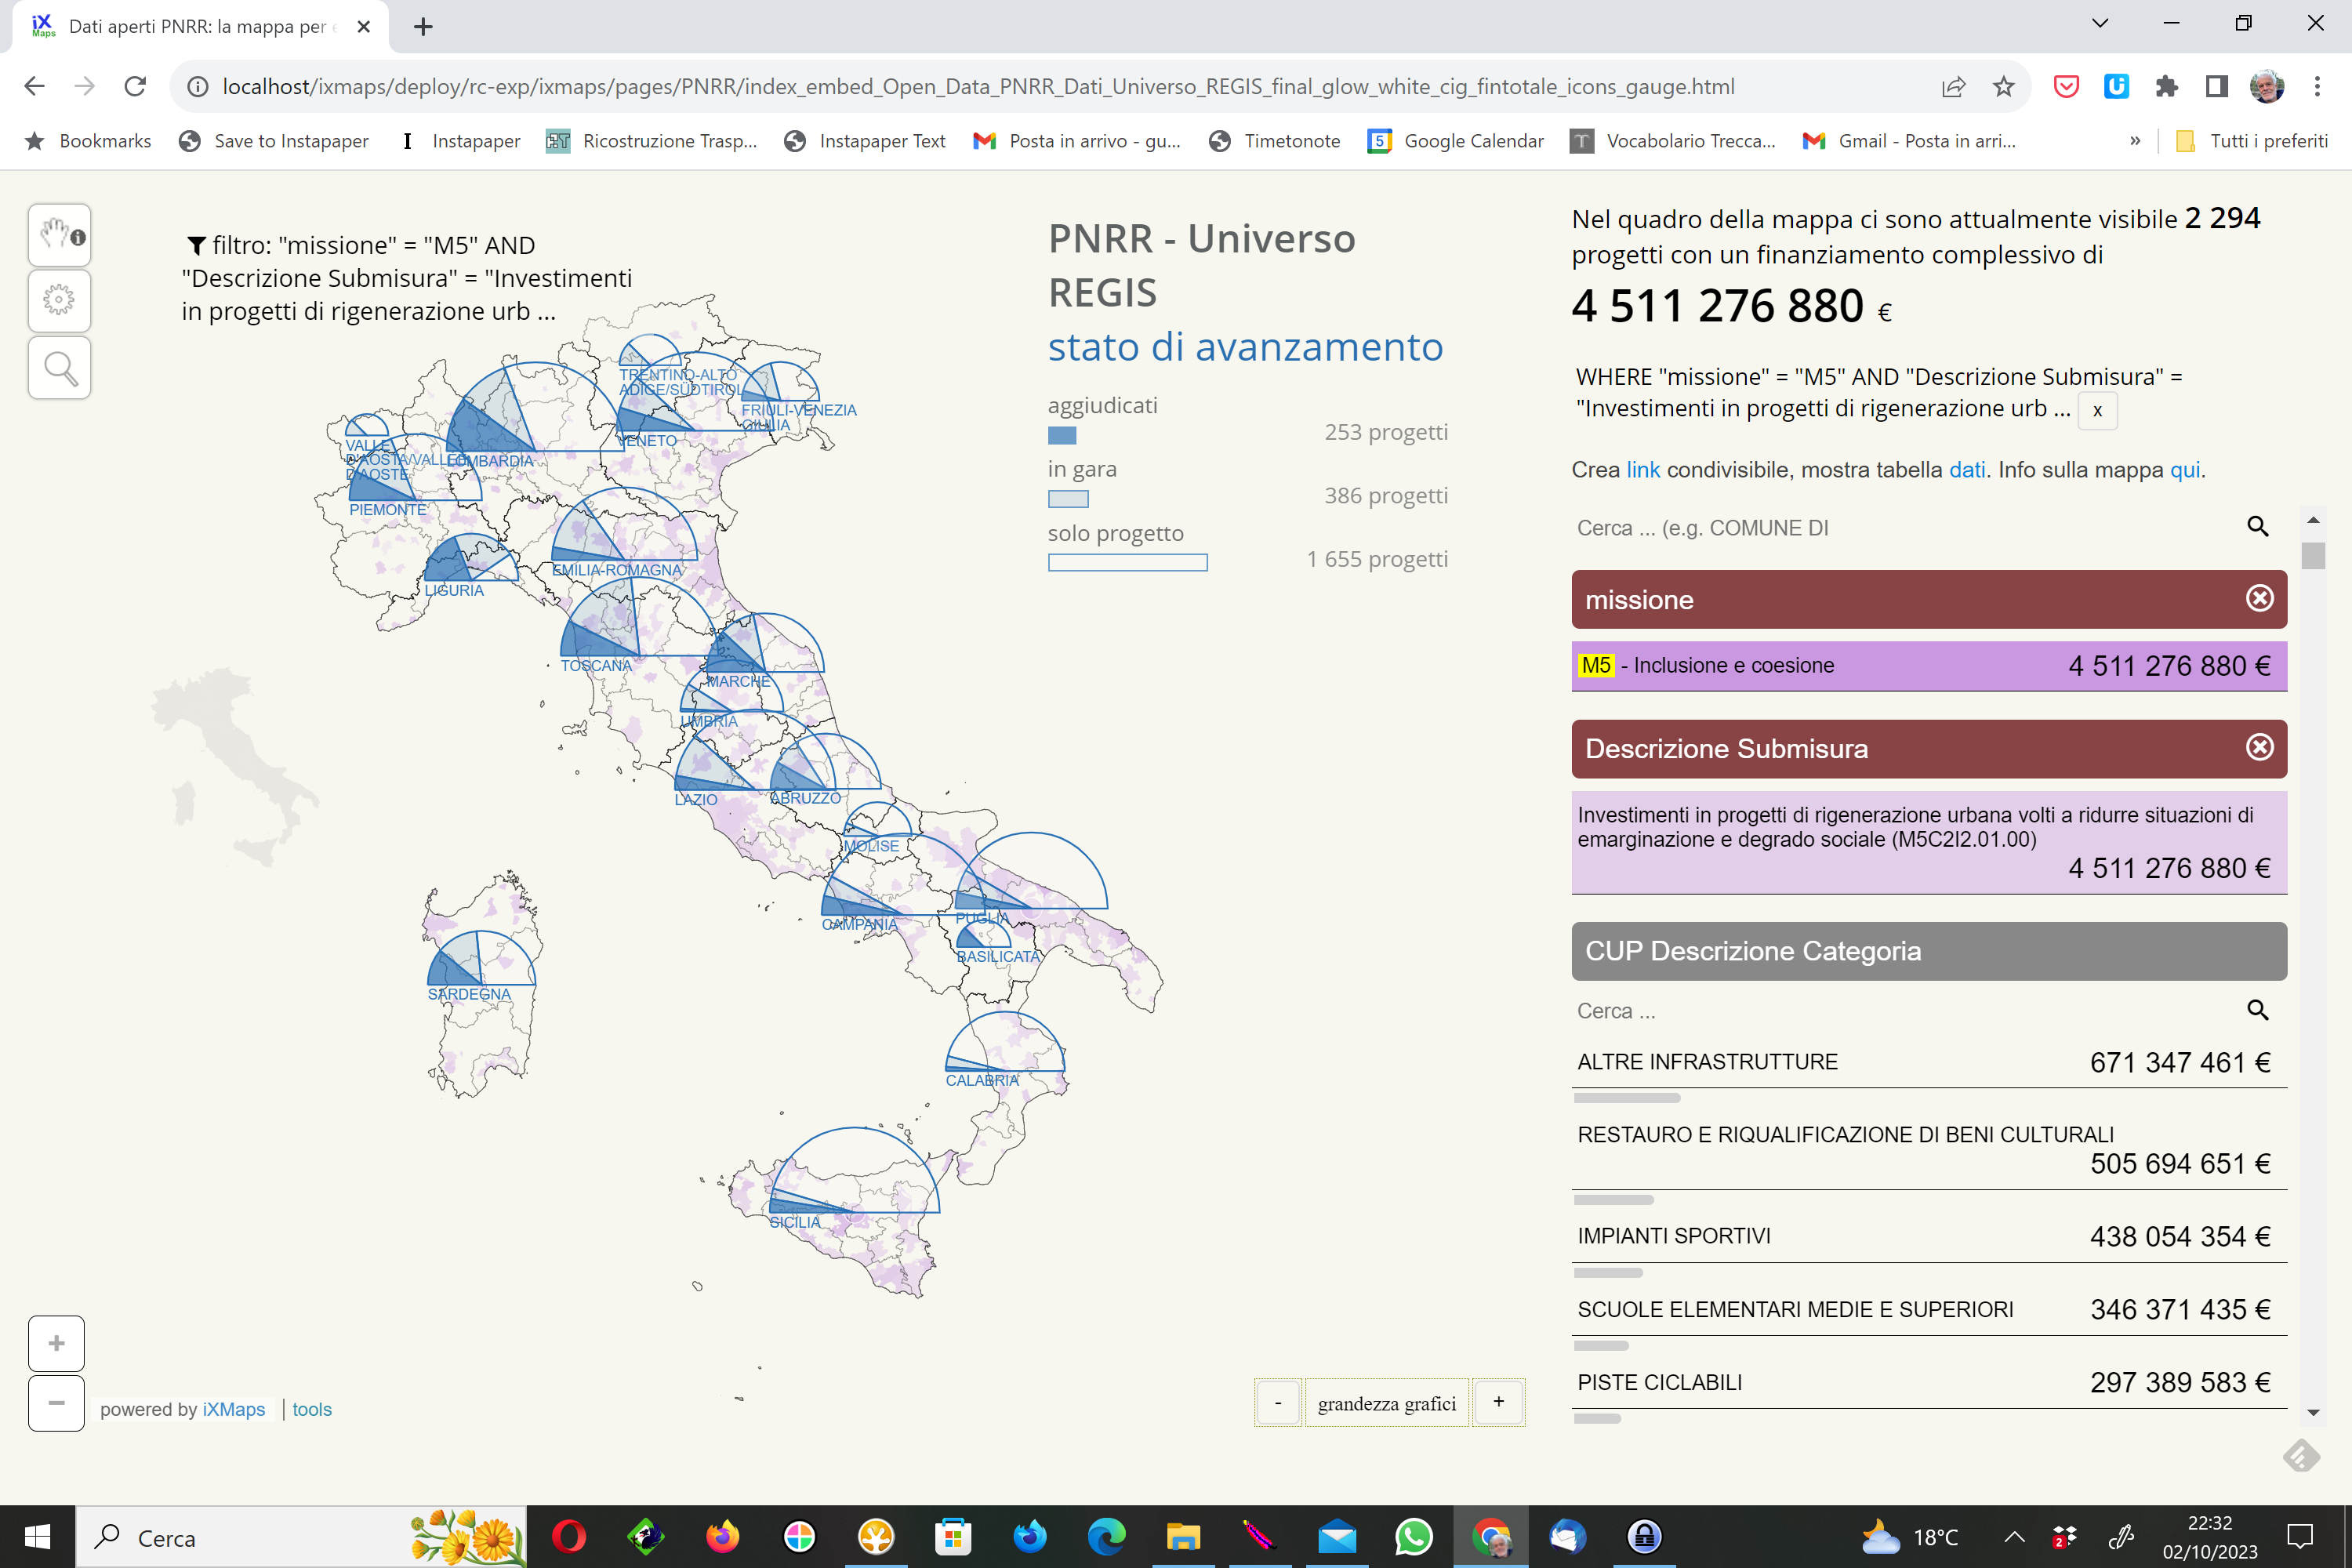 iX
Maps
Dati aperti PNRR: la mappa per e
localhost/ixmaps/deploy/rc-exp/ixmaps/pages/PNRR/index_embed_Open_Data_PNRR_Dati_Universo_REGIS_final_glow_white_cig_fintotale_icons_gauge.html
Bookmarks
Save to Instapaper
I Instapaper
Ricostruzione Trasp...
Instapaper Text
Posta in arrivo - gu...
Timetonote
5 Google Calendar
T Vocabolario Trecca...
Gmail - Posta in arri...
»
Tutti i preferiti
filtro: "missione" = "M5" AND
"Descrizione Submisura" = "Investimenti
in progetti di rigenerazione urb ...
TRENTINO-ALTO
ADIGE/SÜDTIROL
FRIULI-VENEZIA
GIULIA
VENETO
VALLE
D'AOSTA/VALLÉE
D'AOSTE
LOMBARDIA
PIEMONTE
EMILIA-ROMAGNA
LIGURIA
TOSCANA
MARCHE
UMBRIA
LAZIO
ABRUZZO
MOLISE
CAMPANIA
PUGLIA
BASILICATA
SARDEGNA
CALABRIA
SICILIA
PNRR - Universo
REGIS
stato di avanzamento
aggiudicati
253 progetti
in gara
386 progetti
solo progetto
1 655 progetti
+
−
powered by iXMaps | tools
- grandezza grafici +
Nel quadro della mappa ci sono attualmente visibile 2 294
progetti con un finanziamento complessivo di
4 511 276 880 €
WHERE "missione" = "M5" AND "Descrizione Submisura" =
"Investimenti in progetti di rigenerazione urb ... x
Crea link condivisibile, mostra tabella dati. Info sulla mappa qui.
Cerca ... (e.g. COMUNE DI
missione
M5 - Inclusione e coesione 4 511 276 880 €
Descrizione Submisura
Investimenti in progetti di rigenerazione urbana volti a ridurre situazioni di
emarginazione e degrado sociale (M5C2I2.01.00)
4 511 276 880 €
CUP Descrizione Categoria
Cerca ...
ALTRE INFRASTRUTTURE 671 347 461 €
RESTAURO E RIQUALIFICAZIONE DI BENI CULTURALI
505 694 651 €
IMPIANTI SPORTIVI 438 054 354 €
SCUOLE ELEMENTARI MEDIE E SUPERIORI 346 371 435 €
PISTE CICLABILI 297 389 583 €
Cerca
18°C
2
22:32
02/10/2023